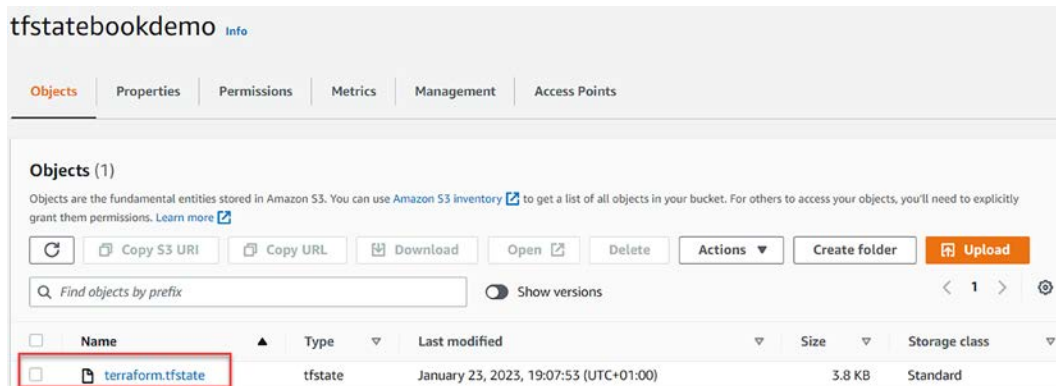 tfstatebookdemo Info
Objects Properties Permissions Metrics Management Access Points
Objects (1)
Objects are the fundamental entities stored in Amazon S3. You can use Amazon S3 inventory to get a list of all objects in your bucket. For others to access your objects, you'll need to explicitly
grant them permissions. Learn more
Copy S3 URI Copy URL Download Open Delete Actions Create folder Upload
Find objects by prefix Show versions 1
Name Type Last modified Size Storage class
terraform.tfstate tfstate January 23, 2023, 19:07:53 (UTC+01:00) 3.8 KB Standard